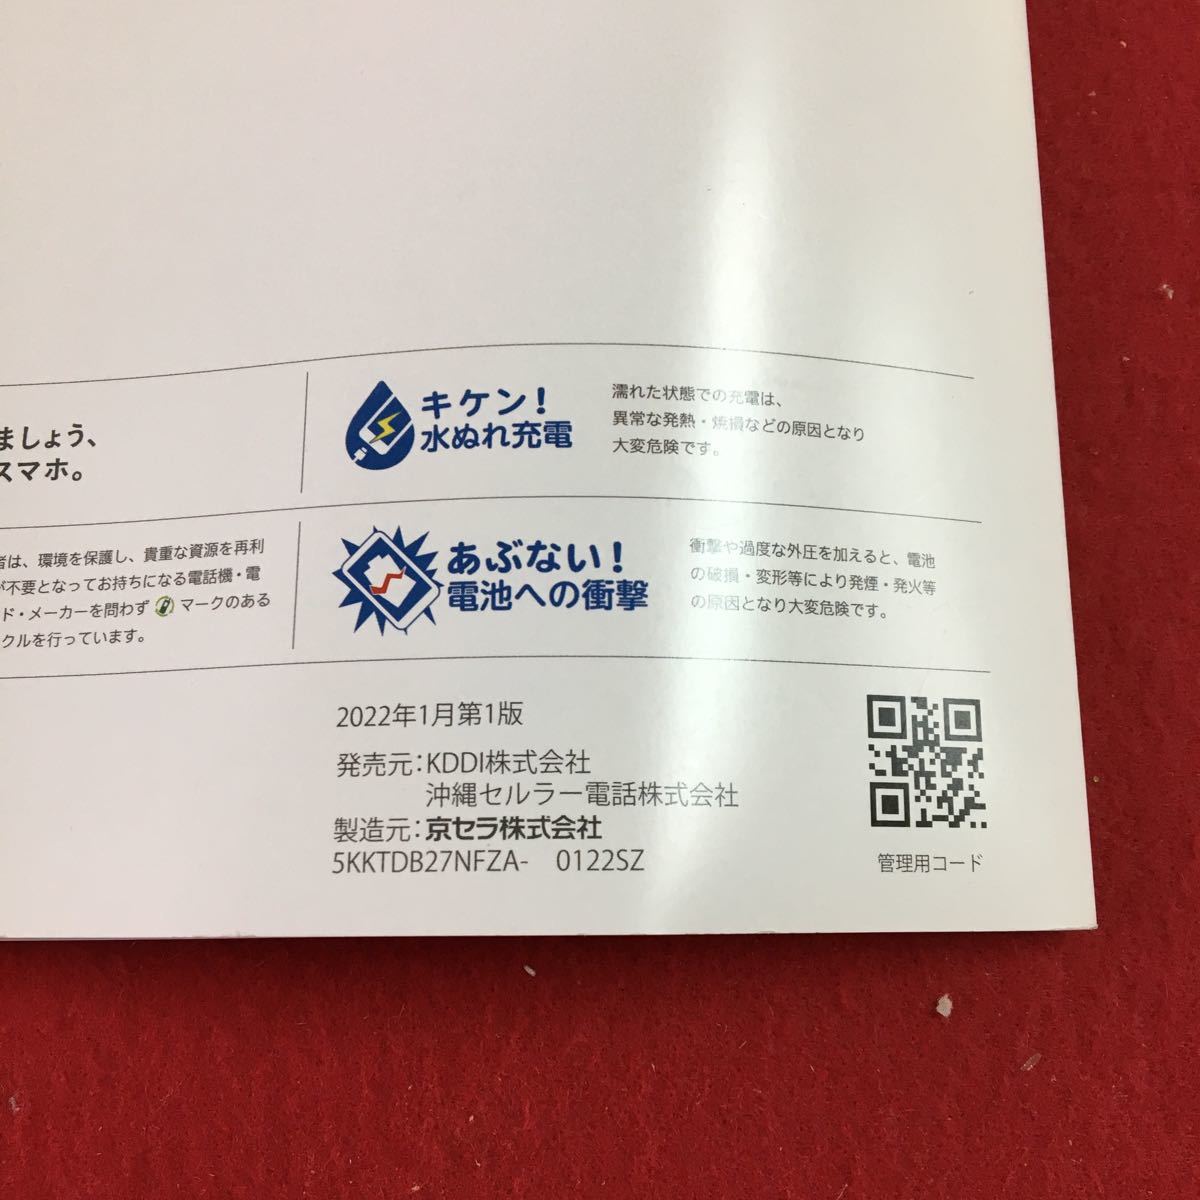 ましょう、
スマホ。
キケン!
水ぬれ充電
濡れた状態での充電は、
異常な発熱・焼損などの原因となり
大変危険です。
者は、環境を保護し、貴重な資源を再利
が不要となってお持ちになる電話機・電
ド・メーカーを問わず マークのある
クルを行っています。
あぶない!
電池への衝撃
衝撃や過度な外圧を加えると、電池
の破損・変形等により発煙・発火等
の原因となり大変危険です。
2022年1月第1版
発売元:KDDI株式会社
沖縄セルラー電話株式会社
製造元:京セラ株式会社
5KKTDB27NFZA- 0122SZ
管理用コード